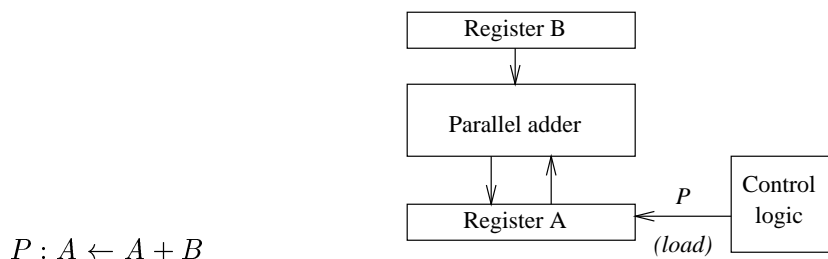 Register B
Parallel adder
P
Control
logic
Register A
(load)
P : A ← A + B